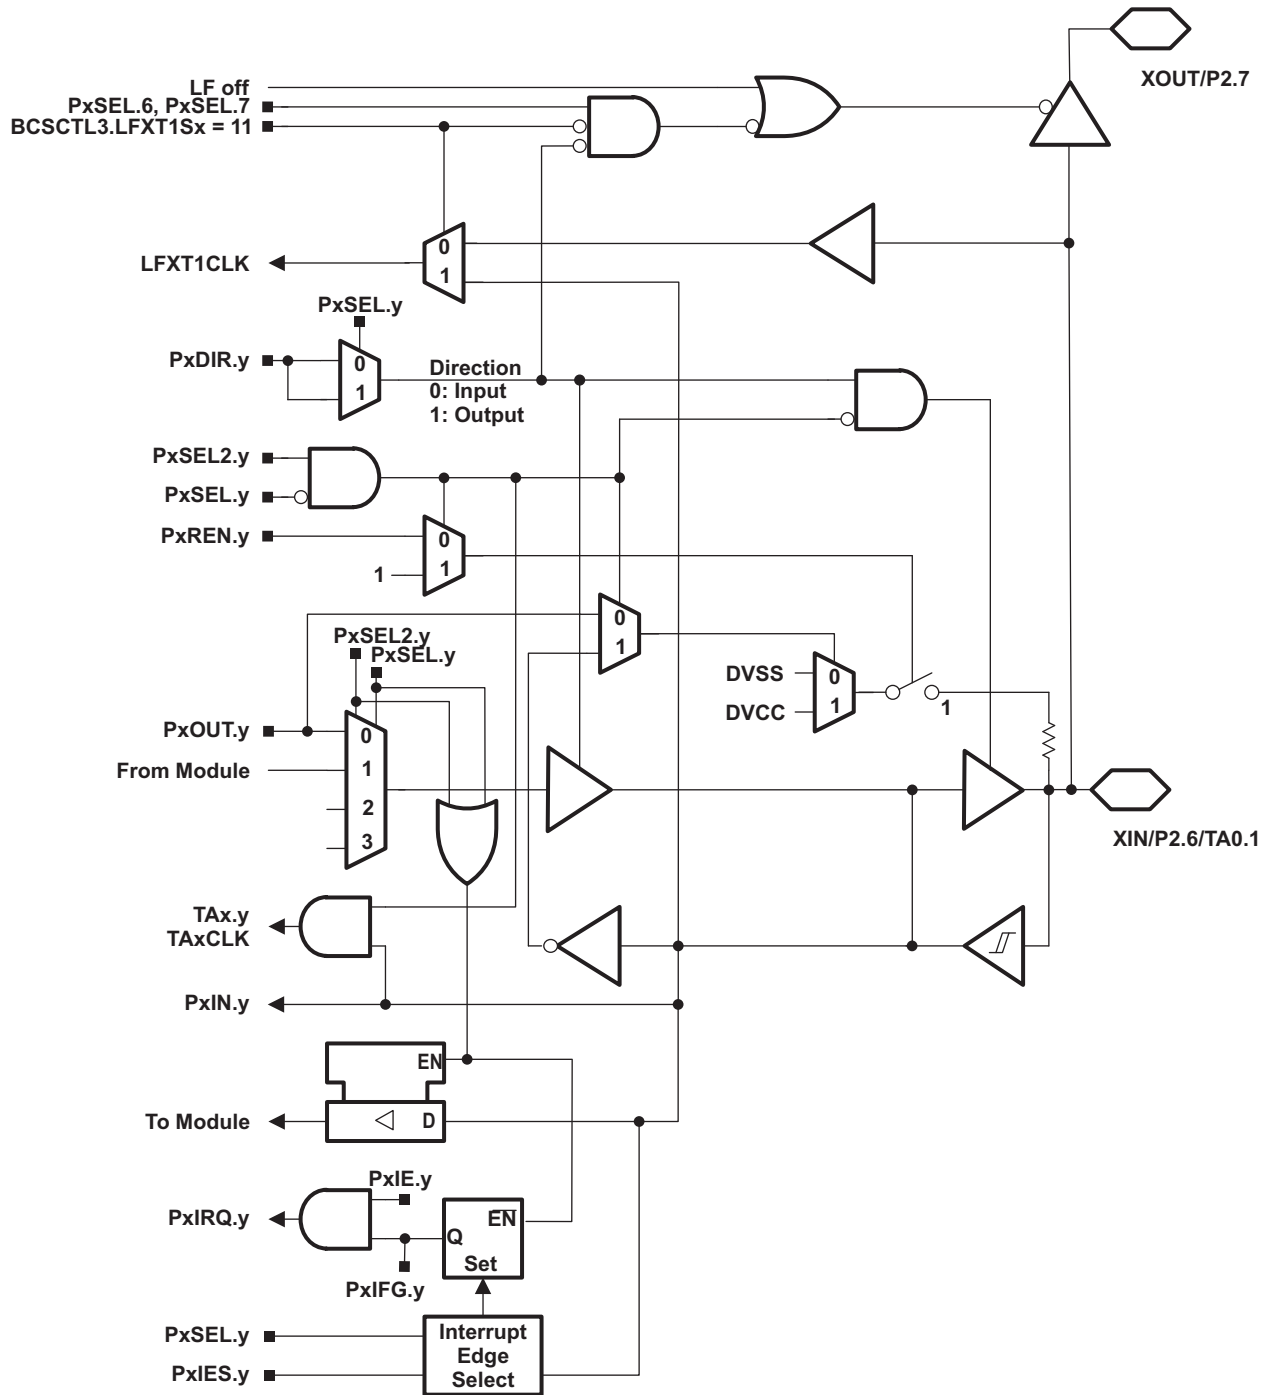 XOUT/P2.7
LF off
PxSEL.6, PxSEL.7
BCSCTL3.LFXT1Sx = 11
0
LFXT1CLK
1
PxSEL.y
PxDIR.y
0
1
Direction
0: Input
1: Output
PxSEL2.y
PxSEL.y
PxREN.y
0
1
1
0
1
PxSEL2.y
PxSEL.y
DVSS
0
DVCC
1
1
PxOUT.y
0
From Module
1
2
3
XIN/P2.6/TA0.1
TAx.y
TAxCLK
PxIN.y
EN
To Module
D
PxIE.y
PxIRQ.y
EN
Q
Set
PxIFG.y
PxSEL.y
PxIES.y
Interrupt
Edge
Select